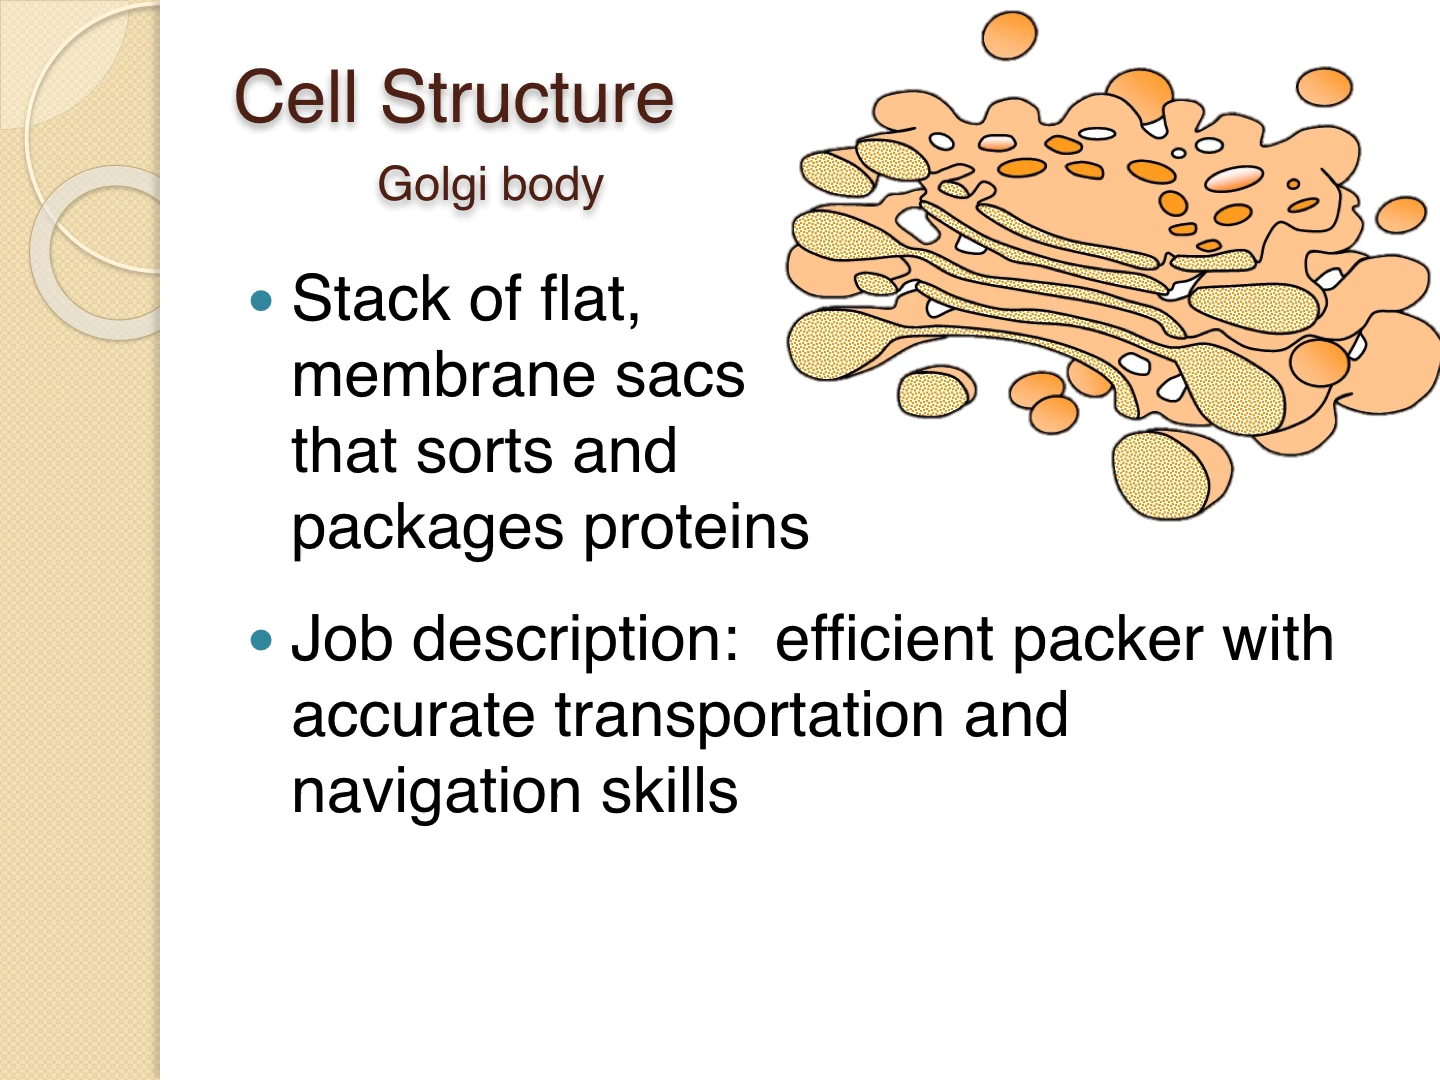 Cell Structure
Golgi body
• Stack of flat,
membrane sacs
that sorts and
packages proteins
• Job description:  efficient packer with
accurate transportation and
navigation skills